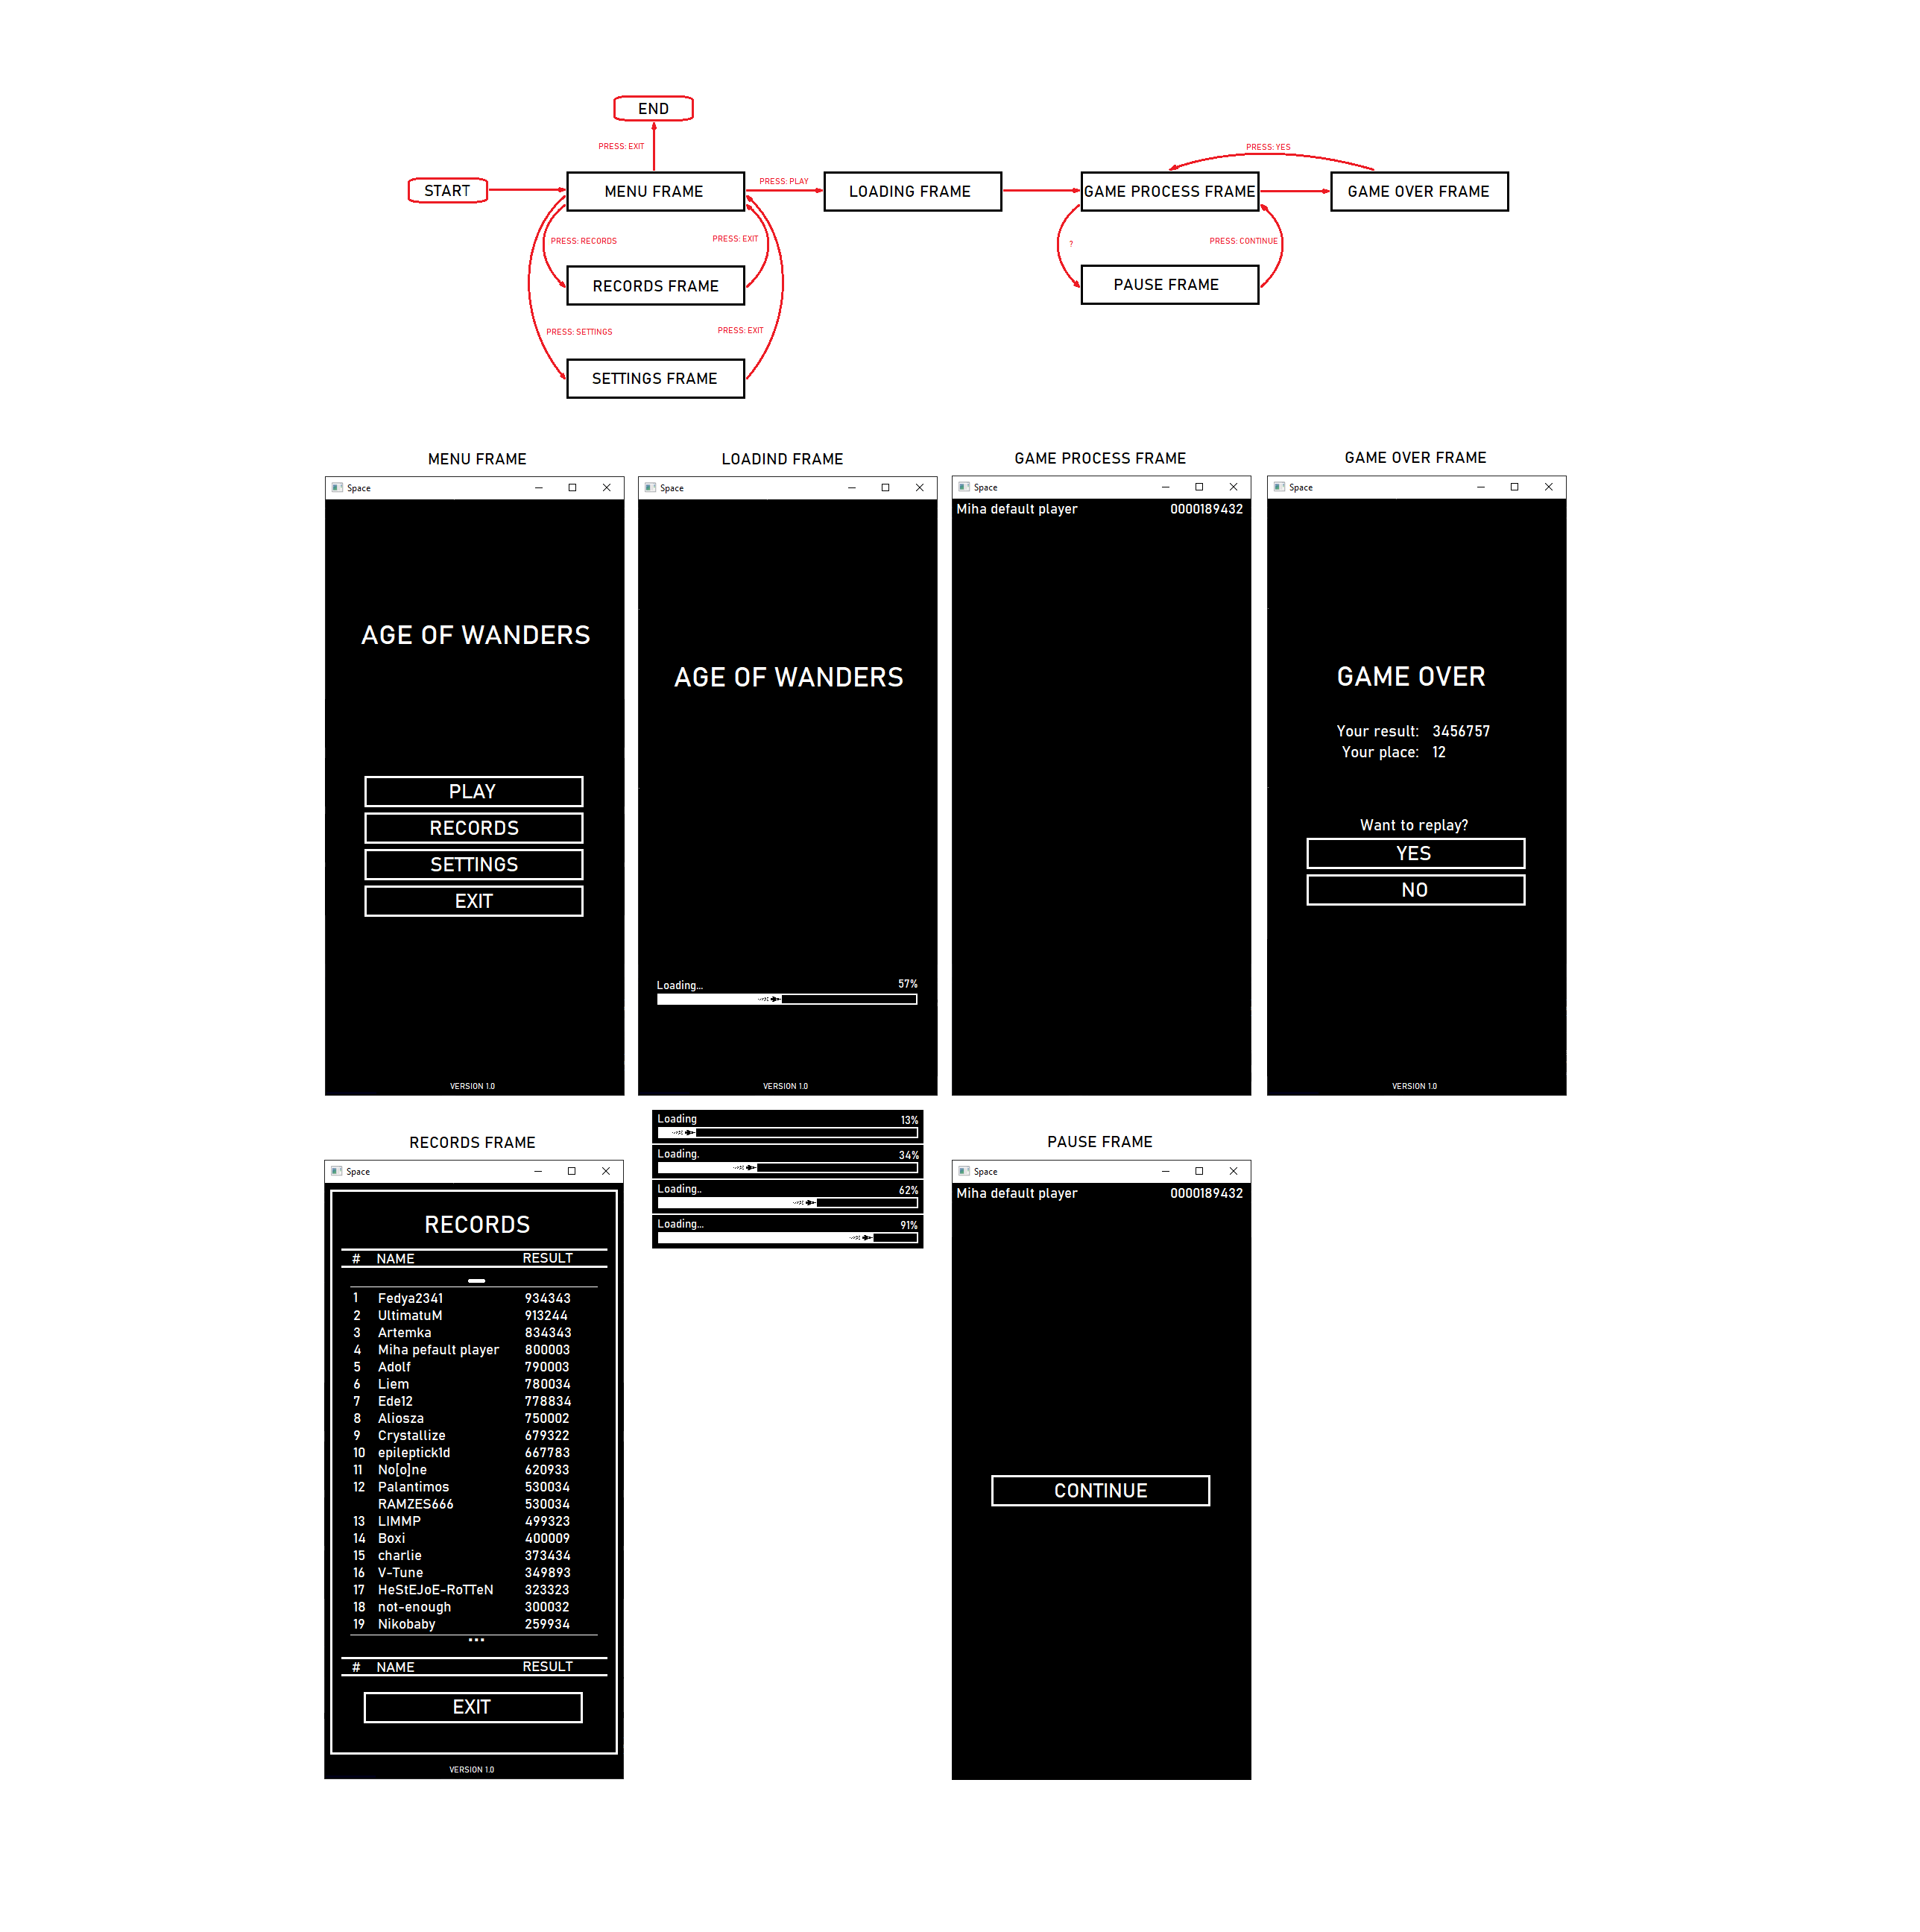 END
PRESS: EXIT
PRESS: YES
START
MENU FRAME
PRESS: PLAY
LOADING FRAME
GAME PROCESS FRAME
GAME OVER FRAME
PRESS: RECORDS
PRESS: EXIT
?
PRESS: CONTINUE
RECORDS FRAME
PAUSE FRAME
PRESS: SETTINGS
PRESS: EXIT
SETTINGS FRAME
MENU FRAME
Space
AGE OF WANDERS
PLAY
RECORDS
SETTINGS
EXIT
VERSION 1.0
LOADIND FRAME
Space
AGE OF WANDERS
Loading... 57%
VERSION 1.0
Loading 13%
Loading. 34%
Loading.. 62%
Loading... 91%
GAME PROCESS FRAME
Space
Miha default player 0000189432
GAME OVER FRAME
Space
GAME OVER
Your result: 3456757
Your place: 12
Want to replay?
YES
NO
VERSION 1.0
RECORDS FRAME
Space
RECORDS
# NAME RESULT
1 Fedya2341 934343
2 UltimatuM 913244
3 Artemka 834343
4 Miha pefault player 800003
5 Adolf 790003
6 Liem 780034
7 Ede12 778834
8 Aliosza 750002
9 Crystallize 679322
10 epileptick1d 667783
11 No[o]ne 620933
12 Palantimos 530034
RAMZES666 530034
13 LIMMP 499323
14 Boxi 400009
15 charlie 373434
16 V-Tune 349893
17 HeStEJoE-RoTTeN 323323
18 not-enough 300032
19 Nikobaby 259934
...
# NAME RESULT
EXIT
VERSION 1.0
PAUSE FRAME
Space
Miha default player 0000189432
CONTINUE